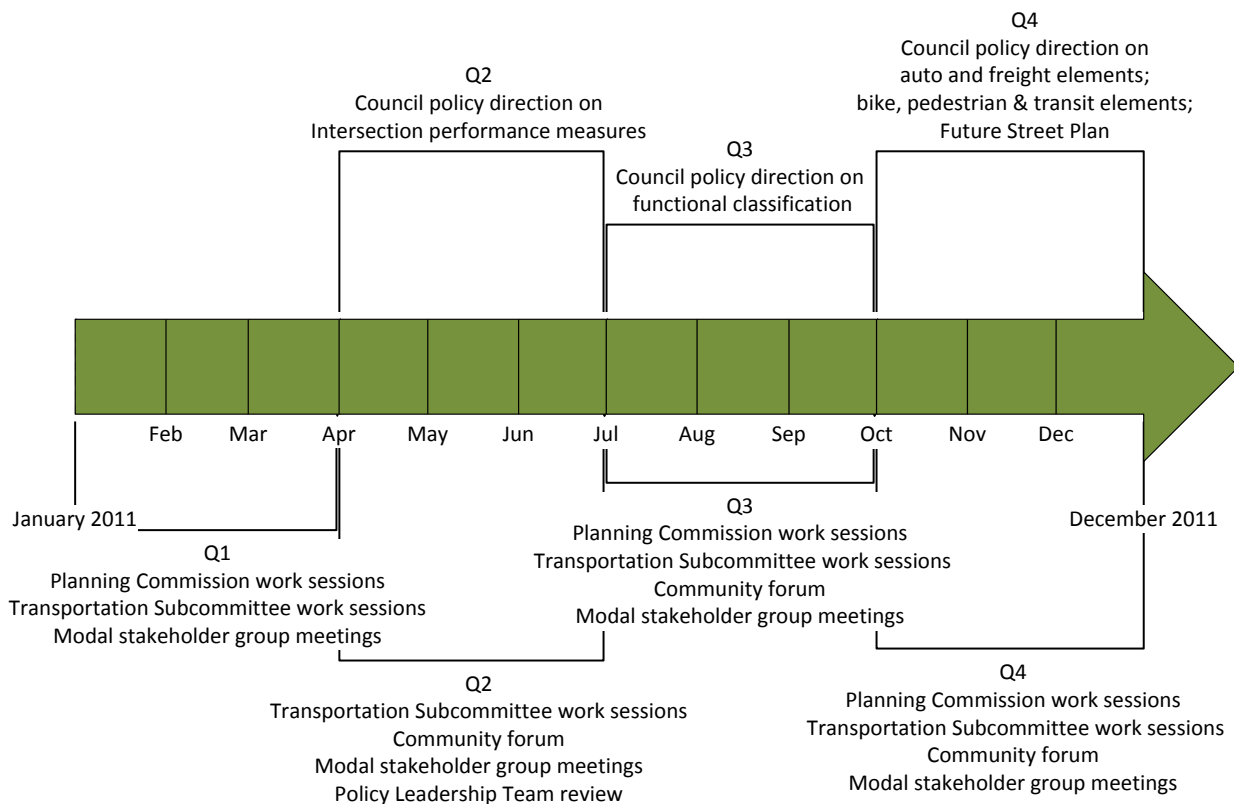 Q4
Council policy direction on
auto and freight elements;
bike, pedestrian & transit elements;
Future Street Plan
Q2
Council policy direction on
Intersection performance measures
Q3
Council policy direction on
functional classification
Feb
Mar
Apr
May
Jun
Jul
Aug
Sep
Oct
Nov
Dec
January 2011
December 2011
Q1
Planning Commission work sessions
Transportation Subcommittee work sessions
Modal stakeholder group meetings
Q3
Planning Commission work sessions
Transportation Subcommittee work sessions
Community forum
Modal stakeholder group meetings
Q2
Transportation Subcommittee work sessions
Community forum
Modal stakeholder group meetings
Policy Leadership Team review
Q4
Planning Commission work sessions
Transportation Subcommittee work sessions
Community forum
Modal stakeholder group meetings